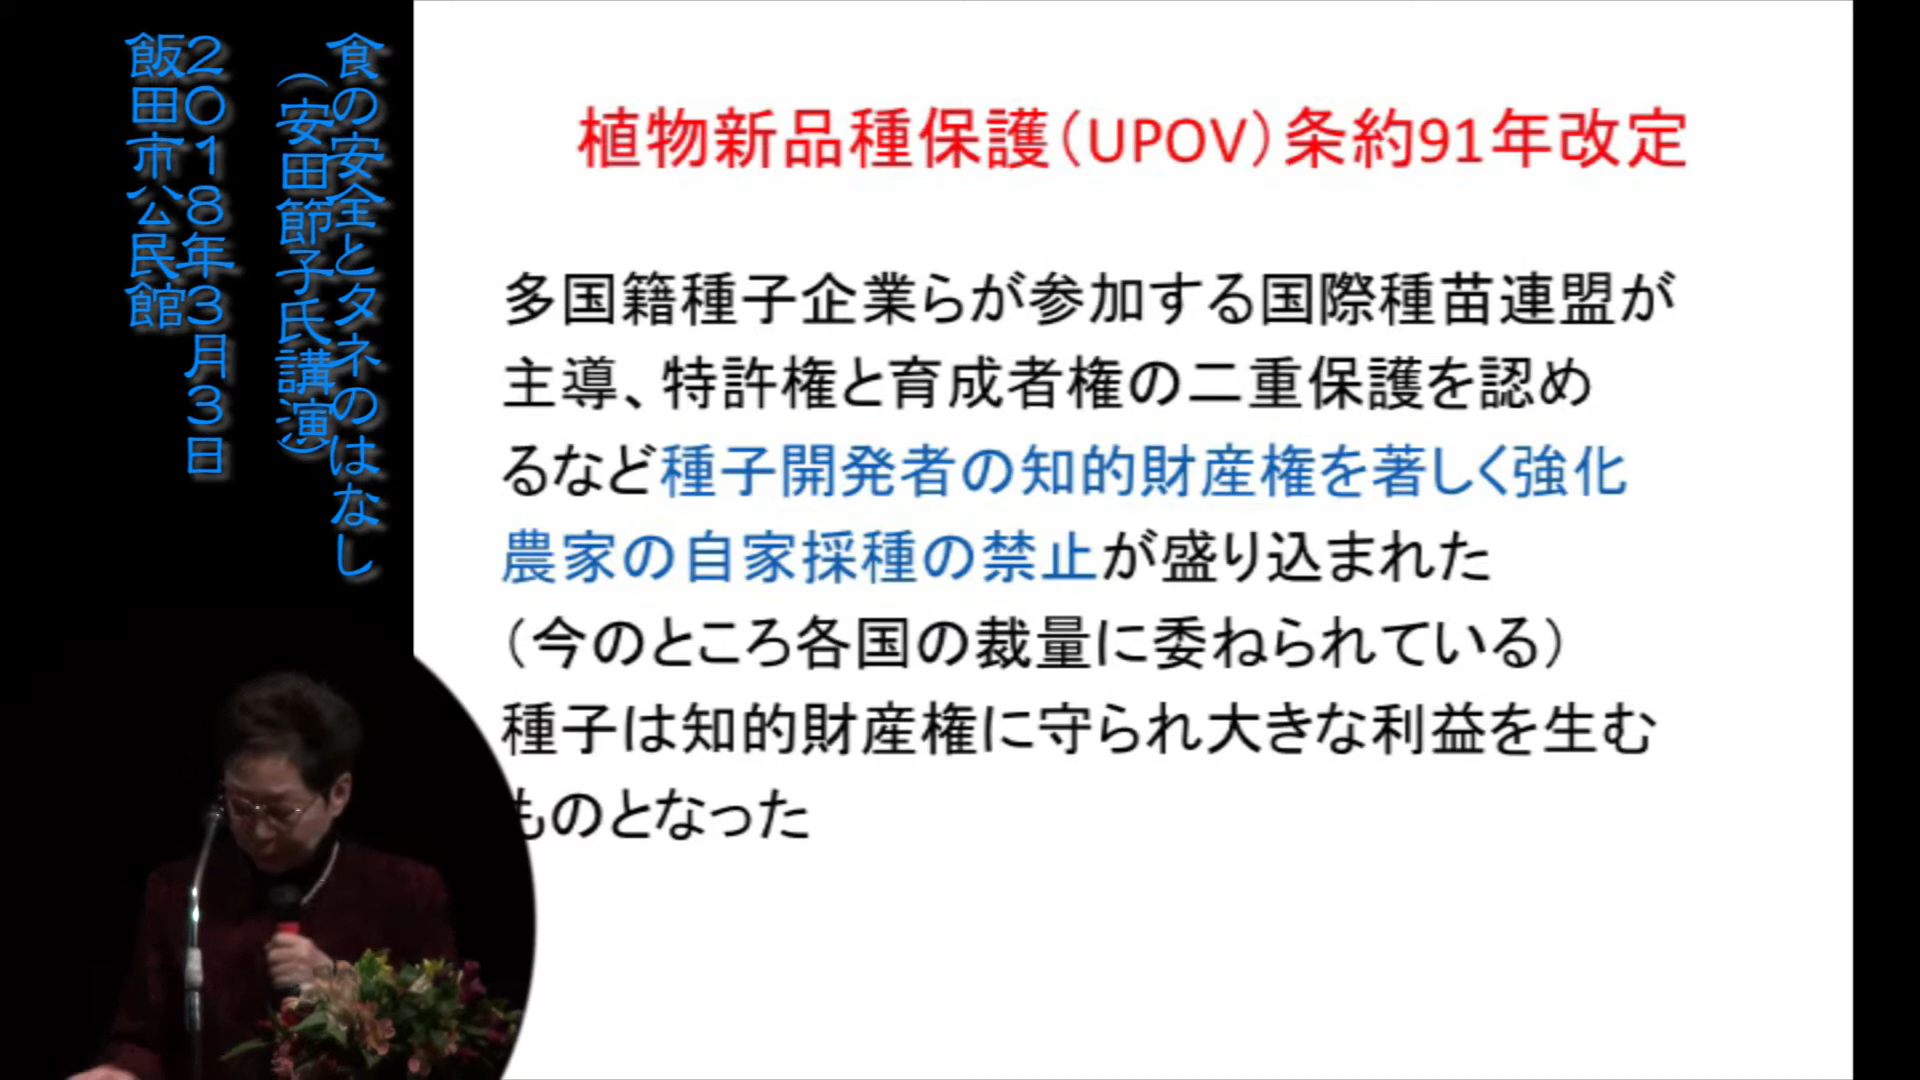 食の安全とタネのはなし
（安田節子氏講演）
２０１８年３月３日
飯田市公民館
植物新品種保護（UPOV）条約91年改定
多国籍種子企業らが参加する国際種苗連盟が
主導、特許権と育成者権の二重保護を認め
るなど種子開発者の知的財産権を著しく強化
農家の自家採種の禁止が盛り込まれた
（今のところ各国の裁量に委ねられている）
種子は知的財産権に守られ大きな利益を生む
ものとなった